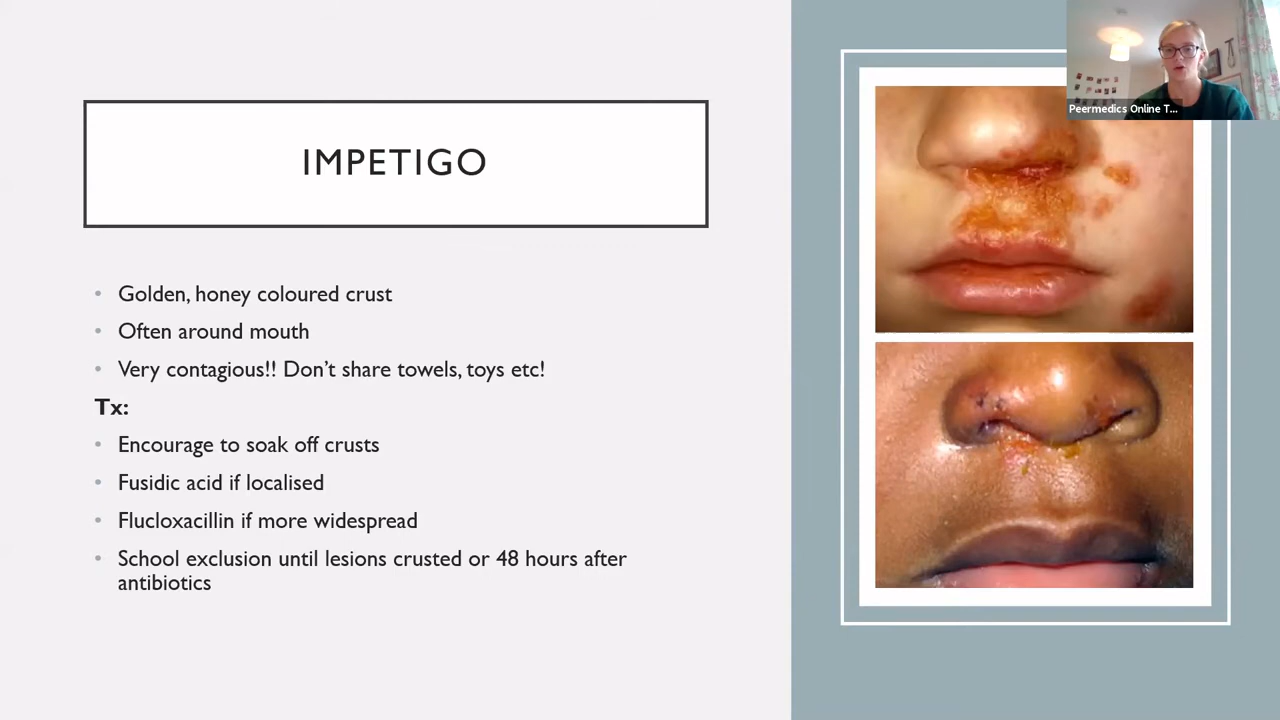 IMPETIGO
• Golden, honey coloured crust
• Often around mouth
• Very contagious!! Don't share towels, toys etc!
Tx:
• Encourage to soak off crusts
• Fusidic acid if localised
• Flucloxacillin if more widespread
• School exclusion until lesions crusted or 48 hours after
antibiotics
Peermedics Online T...